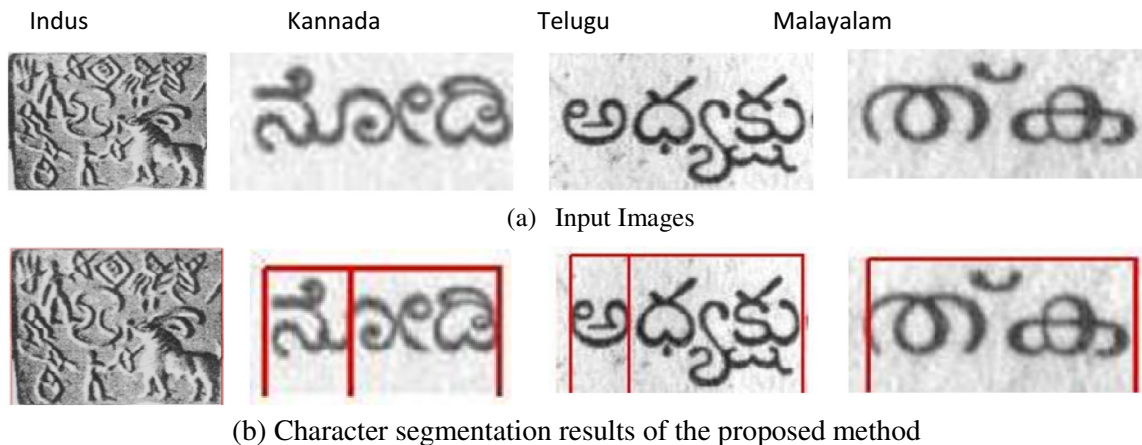 Indus Kannada Telugu Malayalam
ನೋಡಿ అధ్యక్షు
(a) Input Images
ನೋಡಿ అధ్యక్షు
(b) Character segmentation results of the proposed method